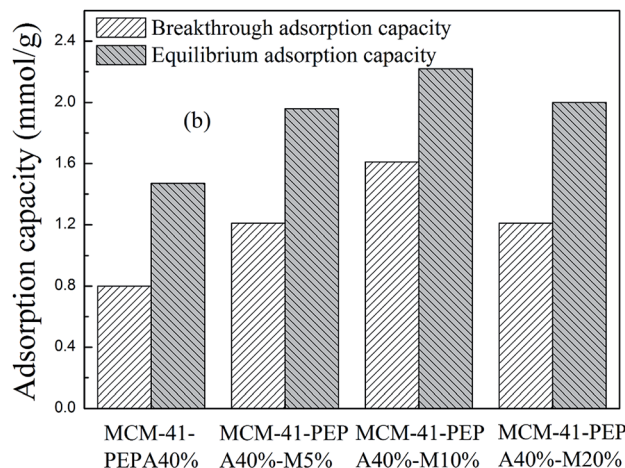 Breakthrough adsorption capacity
Equilibrium adsorption capacity
(b)
Adsorption capacity (mmol/g)
2.4
2.0
1.6
1.2
0.8
0.4
0.0
MCM-41-
PEPA40%
MCM-41-PEP
A40%-M5%
MCM-41-PEP
A40%-M10%
MCM-41-PEP
A40%-M20%